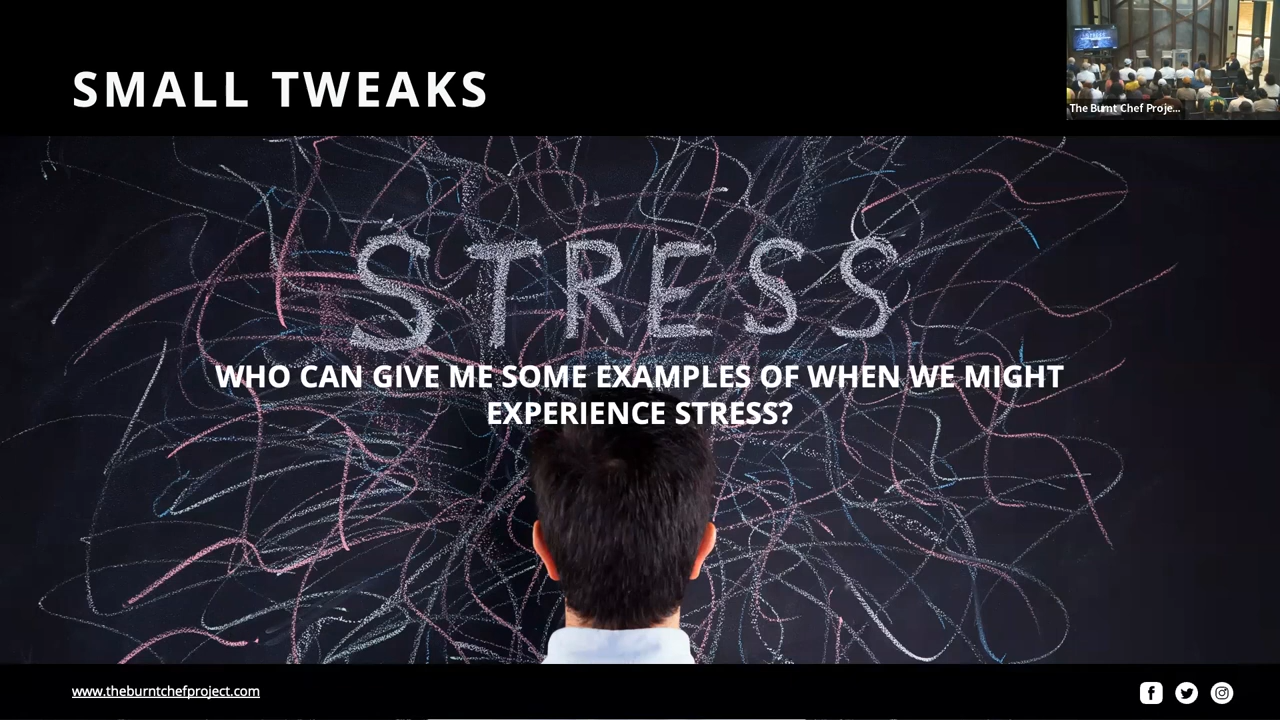 SMALL TWEAKS
The Burnt Chef Proje...
STRESS
WHO CAN GIVE ME SOME EXAMPLES OF WHEN WE MIGHT
EXPERIENCE STRESS?
www.theburntchefproject.com